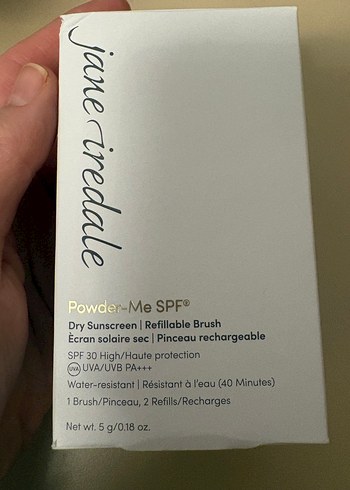 jane iredale
Powder-Me SPF®
Dry Sunscreen | Refillable Brush
Écran solaire sec | Pinceau rechargeable
SPF 30 High/Haute protection
UVA UVA/UVB PA+++
Water-resistant | Résistant à l'eau (40 Minutes)
1 Brush/Pinceau, 2 Refills/Recharges
Net wt. 5 g/0.18 oz.